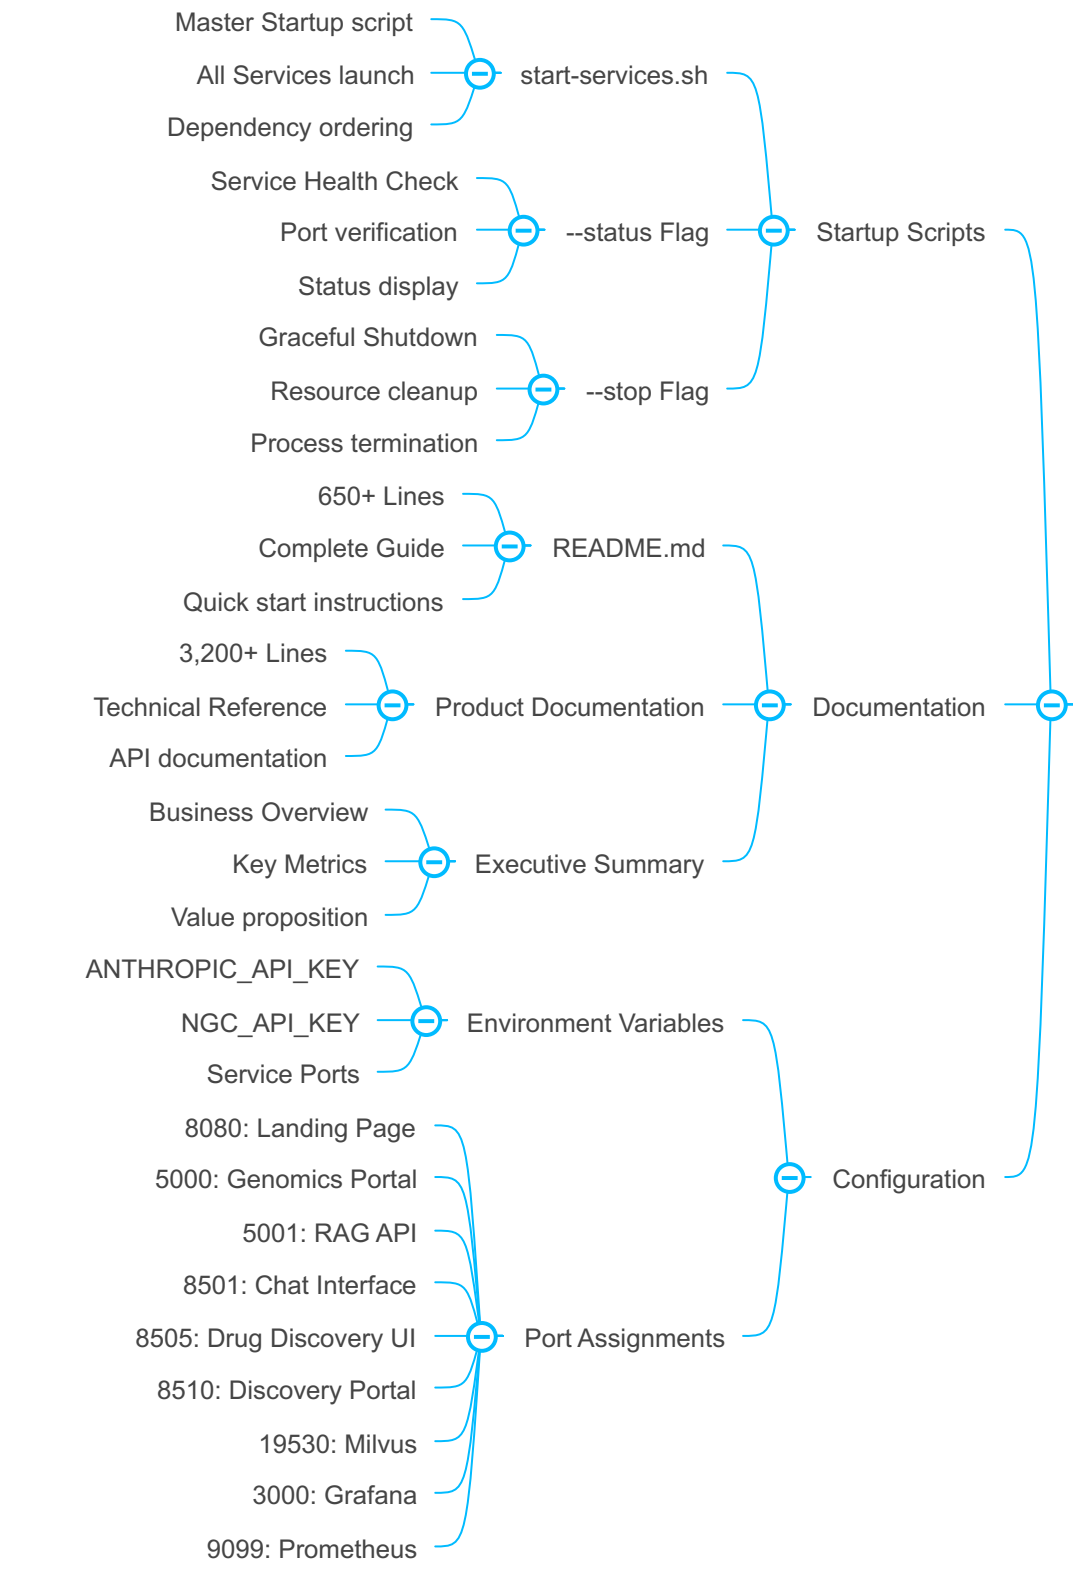 Master Startup script
All Services launch
start-services.sh
Dependency ordering
Service Health Check
Port verification
--status Flag
Startup Scripts
Status display
Graceful Shutdown
Resource cleanup
--stop Flag
Process termination
650+ Lines
Complete Guide
README.md
Quick start instructions
3,200+ Lines
Technical Reference
Product Documentation
Documentation
API documentation
Business Overview
Key Metrics
Executive Summary
Value proposition
ANTHROPIC_API_KEY
NGC_API_KEY
Environment Variables
Service Ports
8080: Landing Page
5000: Genomics Portal
Configuration
5001: RAG API
8501: Chat Interface
8505: Drug Discovery UI
Port Assignments
8510: Discovery Portal
19530: Milvus
3000: Grafana
9099: Prometheus